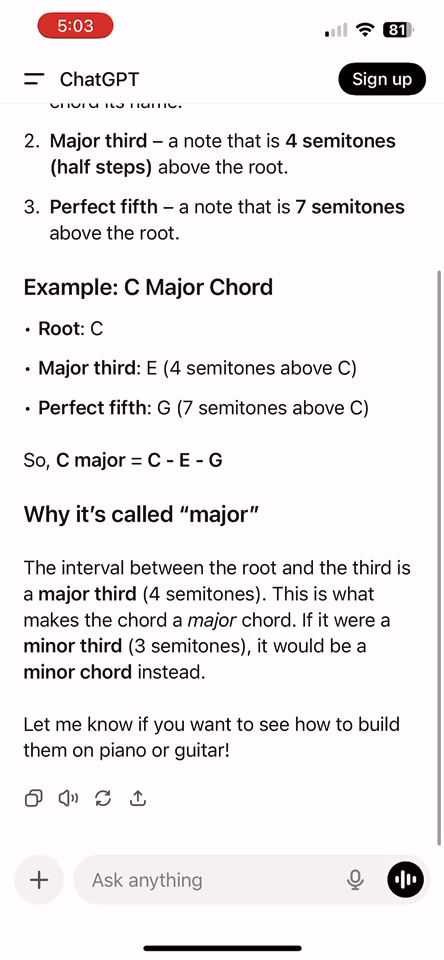 5:03
81
ChatGPT
Sign up
chord its name.
2. Major third – a note that is 4 semitones
(half steps) above the root.
3. Perfect fifth – a note that is 7 semitones
above the root.
Example: C Major Chord
• Root: C
• Major third: E (4 semitones above C)
• Perfect fifth: G (7 semitones above C)
So, C major = C - E - G
Why it’s called “major”
The interval between the root and the third is
a major third (4 semitones). This is what
makes the chord a major chord. If it were a
minor third (3 semitones), it would be a
minor chord instead.
Let me know if you want to see how to build
them on piano or guitar!
Ask anything